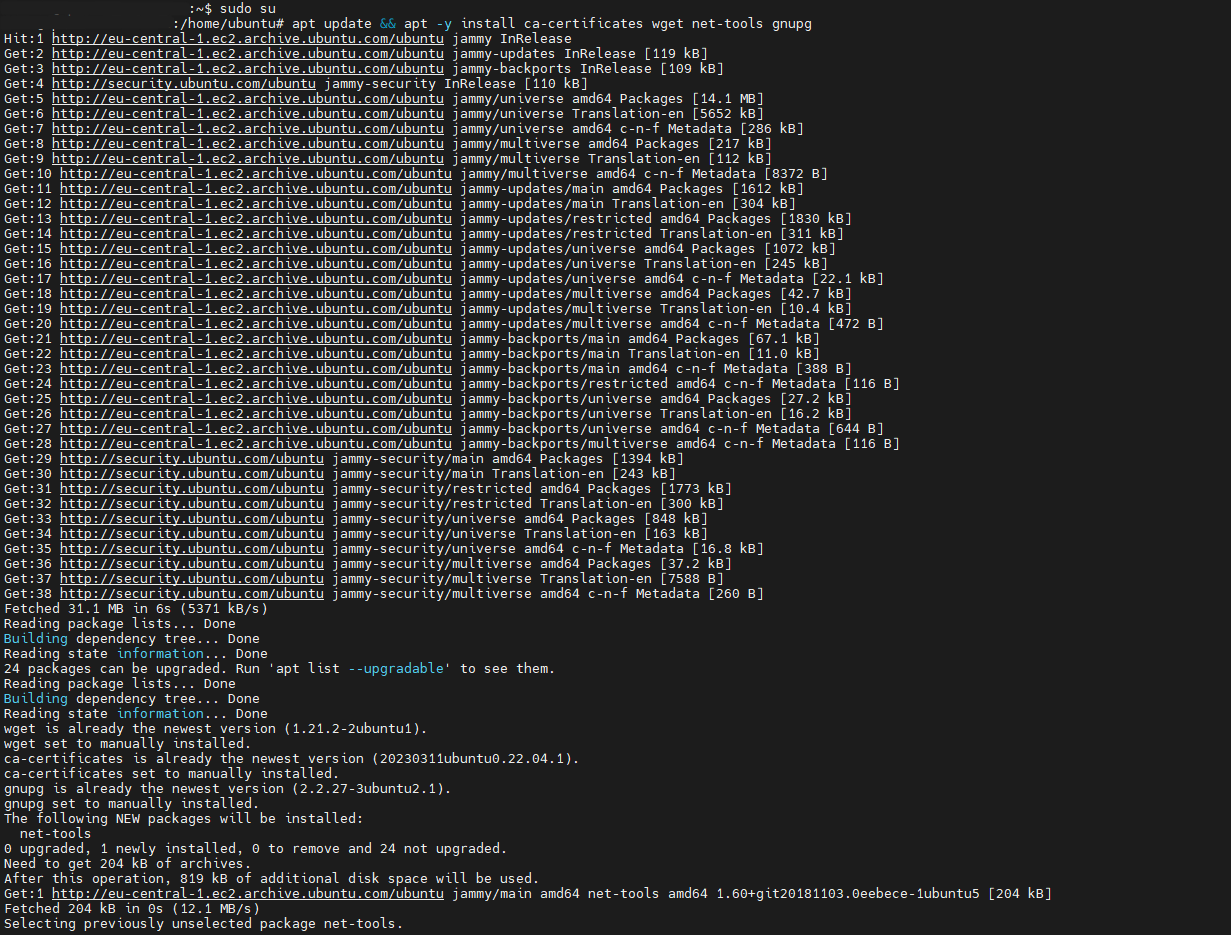 :~$ sudo su
:/home/ubuntu# apt update && apt -y install ca-certificates wget net-tools gnupg
Hit:1 http://eu-central-1.ec2.archive.ubuntu.com/ubuntu jammy InRelease
Get:2 http://eu-central-1.ec2.archive.ubuntu.com/ubuntu jammy-updates InRelease [119 kB]
Get:3 http://eu-central-1.ec2.archive.ubuntu.com/ubuntu jammy-backports InRelease [109 kB]
Get:4 http://security.ubuntu.com/ubuntu jammy-security InRelease [110 kB]
Get:5 http://eu-central-1.ec2.archive.ubuntu.com/ubuntu jammy/universe amd64 Packages [14.1 MB]
Get:6 http://eu-central-1.ec2.archive.ubuntu.com/ubuntu jammy/universe Translation-en [5652 kB]
Get:7 http://eu-central-1.ec2.archive.ubuntu.com/ubuntu jammy/universe amd64 c-n-f Metadata [286 kB]
Get:8 http://eu-central-1.ec2.archive.ubuntu.com/ubuntu jammy/multiverse amd64 Packages [217 kB]
Get:9 http://eu-central-1.ec2.archive.ubuntu.com/ubuntu jammy/multiverse Translation-en [112 kB]
Get:10 http://eu-central-1.ec2.archive.ubuntu.com/ubuntu jammy/multiverse amd64 c-n-f Metadata [8372 B]
Get:11 http://eu-central-1.ec2.archive.ubuntu.com/ubuntu jammy-updates/main amd64 Packages [1612 kB]
Get:12 http://eu-central-1.ec2.archive.ubuntu.com/ubuntu jammy-updates/main Translation-en [304 kB]
Get:13 http://eu-central-1.ec2.archive.ubuntu.com/ubuntu jammy-updates/restricted amd64 Packages [1830 kB]
Get:14 http://eu-central-1.ec2.archive.ubuntu.com/ubuntu jammy-updates/restricted Translation-en [311 kB]
Get:15 http://eu-central-1.ec2.archive.ubuntu.com/ubuntu jammy-updates/universe amd64 Packages [1072 kB]
Get:16 http://eu-central-1.ec2.archive.ubuntu.com/ubuntu jammy-updates/universe Translation-en [245 kB]
Get:17 http://eu-central-1.ec2.archive.ubuntu.com/ubuntu jammy-updates/universe amd64 c-n-f Metadata [22.1 kB]
Get:18 http://eu-central-1.ec2.archive.ubuntu.com/ubuntu jammy-updates/multiverse amd64 Packages [42.7 kB]
Get:19 http://eu-central-1.ec2.archive.ubuntu.com/ubuntu jammy-updates/multiverse Translation-en [10.4 kB]
Get:20 http://eu-central-1.ec2.archive.ubuntu.com/ubuntu jammy-updates/multiverse amd64 c-n-f Metadata [472 B]
Get:21 http://eu-central-1.ec2.archive.ubuntu.com/ubuntu jammy-backports/main amd64 Packages [67.1 kB]
Get:22 http://eu-central-1.ec2.archive.ubuntu.com/ubuntu jammy-backports/main Translation-en [11.0 kB]
Get:23 http://eu-central-1.ec2.archive.ubuntu.com/ubuntu jammy-backports/main amd64 c-n-f Metadata [388 B]
Get:24 http://eu-central-1.ec2.archive.ubuntu.com/ubuntu jammy-backports/restricted amd64 c-n-f Metadata [116 B]
Get:25 http://eu-central-1.ec2.archive.ubuntu.com/ubuntu jammy-backports/universe amd64 Packages [27.2 kB]
Get:26 http://eu-central-1.ec2.archive.ubuntu.com/ubuntu jammy-backports/universe Translation-en [16.2 kB]
Get:27 http://eu-central-1.ec2.archive.ubuntu.com/ubuntu jammy-backports/universe amd64 c-n-f Metadata [644 B]
Get:28 http://eu-central-1.ec2.archive.ubuntu.com/ubuntu jammy-backports/multiverse amd64 c-n-f Metadata [116 B]
Get:29 http://security.ubuntu.com/ubuntu jammy-security/main amd64 Packages [1394 kB]
Get:30 http://security.ubuntu.com/ubuntu jammy-security/main Translation-en [243 kB]
Get:31 http://security.ubuntu.com/ubuntu jammy-security/restricted amd64 Packages [1773 kB]
Get:32 http://security.ubuntu.com/ubuntu jammy-security/restricted Translation-en [300 kB]
Get:33 http://security.ubuntu.com/ubuntu jammy-security/universe amd64 Packages [848 kB]
Get:34 http://security.ubuntu.com/ubuntu jammy-security/universe Translation-en [163 kB]
Get:35 http://security.ubuntu.com/ubuntu jammy-security/universe amd64 c-n-f Metadata [16.8 kB]
Get:36 http://security.ubuntu.com/ubuntu jammy-security/multiverse amd64 Packages [37.2 kB]
Get:37 http://security.ubuntu.com/ubuntu jammy-security/multiverse Translation-en [7588 B]
Get:38 http://security.ubuntu.com/ubuntu jammy-security/multiverse amd64 c-n-f Metadata [260 B]
Fetched 31.1 MB in 6s (5371 kB/s)
Reading package lists... Done
Building dependency tree... Done
Reading state information... Done
24 packages can be upgraded. Run 'apt list --upgradable' to see them.
Reading package lists... Done
Building dependency tree... Done
Reading state information... Done
wget is already the newest version (1.21.2-2ubuntu1).
wget set to manually installed.
ca-certificates is already the newest version (20230311ubuntu0.22.04.1).
ca-certificates set to manually installed.
gnupg is already the newest version (2.2.27-3ubuntu2.1).
gnupg set to manually installed.
The following NEW packages will be installed:
net-tools
0 upgraded, 1 newly installed, 0 to remove and 24 not upgraded.
Need to get 204 kB of archives.
After this operation, 819 kB of additional disk space will be used.
Get:1 http://eu-central-1.ec2.archive.ubuntu.com/ubuntu jammy/main amd64 net-tools amd64 1.60+git20181103.0eebece-1ubuntu5 [204 kB]
Fetched 204 kB in 0s (12.1 MB/s)
Selecting previously unselected package net-tools.